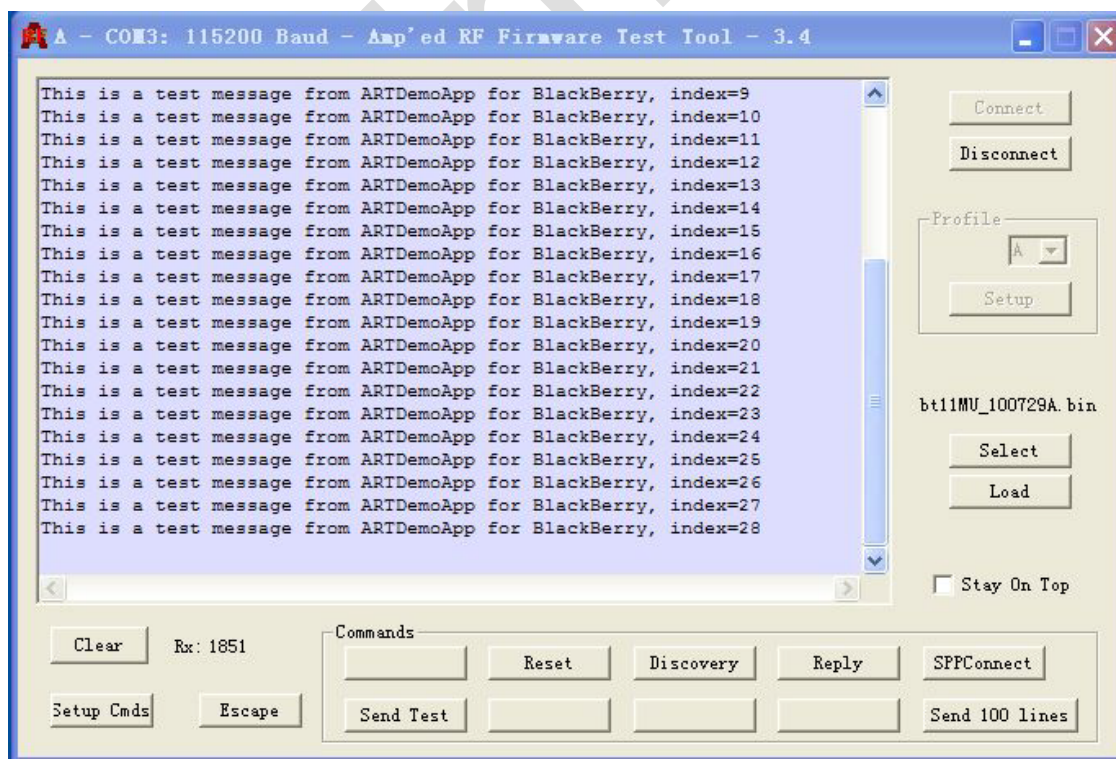 A - COM3: 115200 Baud - Amp'ed RF Firmware Test Tool - 3.4
This is a test message from ARTDemoApp for BlackBerry, index=9
This is a test message from ARTDemoApp for BlackBerry, index=10
This is a test message from ARTDemoApp for BlackBerry, index=11
This is a test message from ARTDemoApp for BlackBerry, index=12
This is a test message from ARTDemoApp for BlackBerry, index=13
This is a test message from ARTDemoApp for BlackBerry, index=14
This is a test message from ARTDemoApp for BlackBerry, index=15
This is a test message from ARTDemoApp for BlackBerry, index=16
This is a test message from ARTDemoApp for BlackBerry, index=17
This is a test message from ARTDemoApp for BlackBerry, index=18
This is a test message from ARTDemoApp for BlackBerry, index=19
This is a test message from ARTDemoApp for BlackBerry, index=20
This is a test message from ARTDemoApp for BlackBerry, index=21
This is a test message from ARTDemoApp for BlackBerry, index=22
This is a test message from ARTDemoApp for BlackBerry, index=23
This is a test message from ARTDemoApp for BlackBerry, index=24
This is a test message from ARTDemoApp for BlackBerry, index=25
This is a test message from ARTDemoApp for BlackBerry, index=26
This is a test message from ARTDemoApp for BlackBerry, index=27
This is a test message from ARTDemoApp for BlackBerry, index=28
Connect
Disconnect
Profile
A
Setup
bt11MU_100729A.bin
Select
Load
Stay On Top
Clear
Rx: 1851
Setup Cmds
Escape
Commands
Reset
Discovery
Reply
SPPConnect
Send Test
Send 100 lines